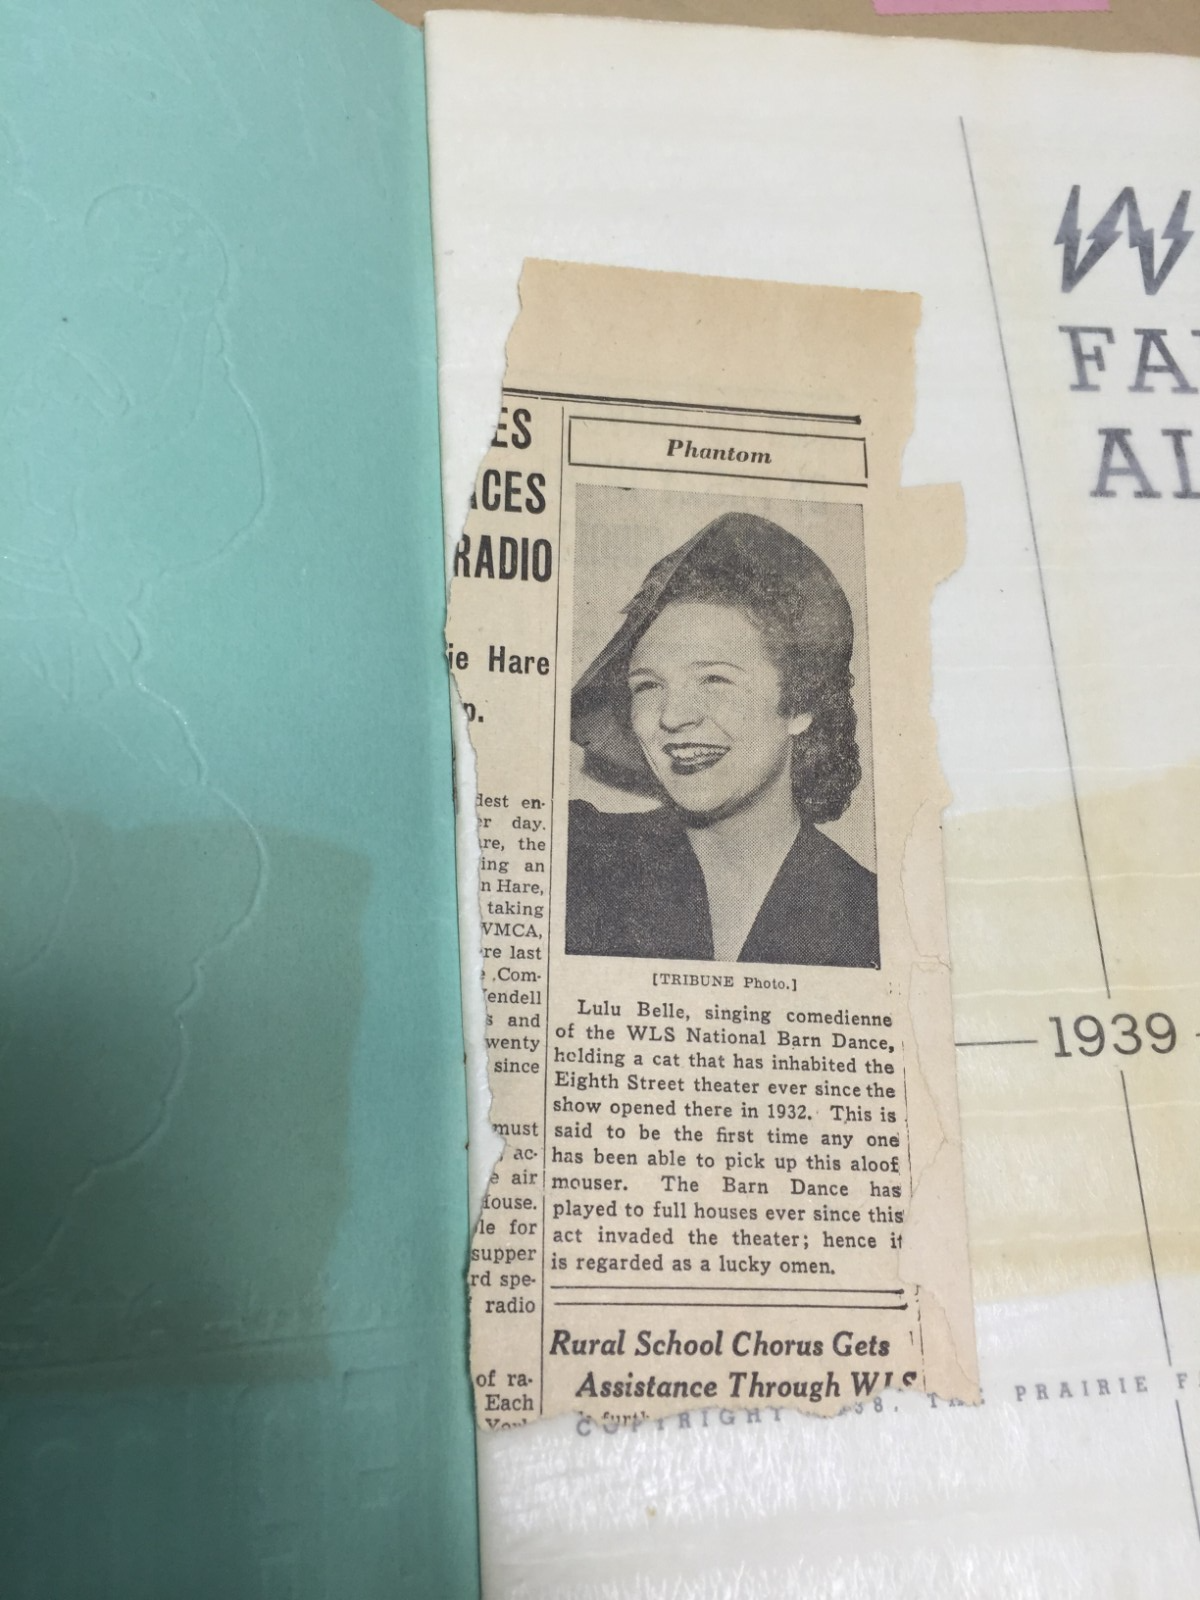 ES
ACES
RADIO
ie Hare
p.
dest en-
er day.
are, the
ing an
n Hare,
taking
WMCA,
re last
Com-
endell
s and
wenty
since
must
ac-
e air
House.
le for
supper
rd spe-
radio
of ra-
Each
Phantom
[TRIBUNE Photo.]
Lulu Belle, singing comedienne
of the WLS National Barn Dance,
holding a cat that has inhabited the
Eighth Street theater ever since the
show opened there in 1932. This is
said to be the first time any one
has been able to pick up this aloof
mouser. The Barn Dance has
played to full houses ever since this
act invaded the theater; hence it
is regarded as a lucky omen.
Rural School Chorus Gets
Assistance Through WLS
W
FA
AL
1939
COPYRIGHT 1938, THE PRAIRIE F